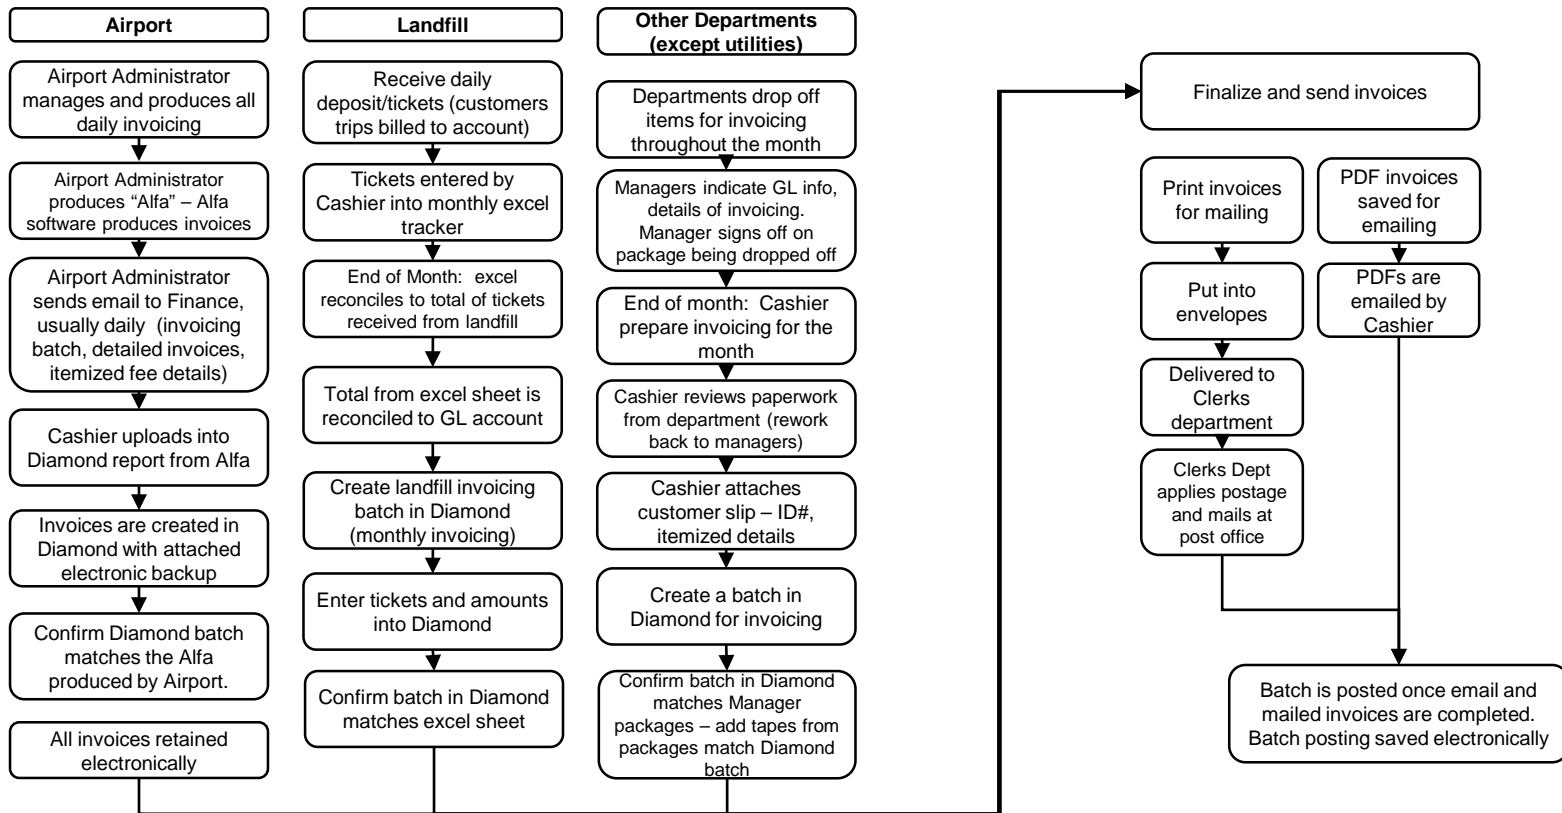 Airport
Airport Administrator
manages and produces all
daily invoicing
Airport Administrator
produces “Alfa” – Alfa
software produces invoices
Airport Administrator
sends email to Finance,
usually daily  (invoicing
batch, detailed invoices,
itemized fee details)
Cashier uploads into
Diamond report from Alfa
Invoices are created in
Diamond with attached
electronic backup
Confirm Diamond batch
matches the Alfa
produced by Airport.
All invoices retained
electronically
Landfill
Receive daily
deposit/tickets (customers
trips billed to account)
Tickets entered by
Cashier into monthly excel
tracker
End of Month:  excel
reconciles to total of tickets
received from landfill
Total from excel sheet is
reconciled to GL account
Create landfill invoicing
batch in Diamond
(monthly invoicing)
Enter tickets and amounts
into Diamond
Confirm batch in Diamond
matches excel sheet
Other Departments
(except utilities)
Departments drop off
items for invoicing
throughout the month
Managers indicate GL info,
details of invoicing.
Manager signs off on
package being dropped off
End of month:  Cashier
prepare invoicing for the
month
Cashier reviews paperwork
from department (rework
back to managers)
Cashier attaches
customer slip – ID#,
itemized details
Create a batch in
Diamond for invoicing
Confirm batch in Diamond
matches Manager
packages – add tapes from
packages match Diamond
batch
Finalize and send invoices
Print invoices
for mailing
Put into
envelopes
Delivered to
Clerks
department
Clerks Dept
applies postage
and mails at
post office
PDF invoices
saved for
emailing
PDFs are
emailed by
Cashier
Batch is posted once email and
mailed invoices are completed.
Batch posting saved electronically